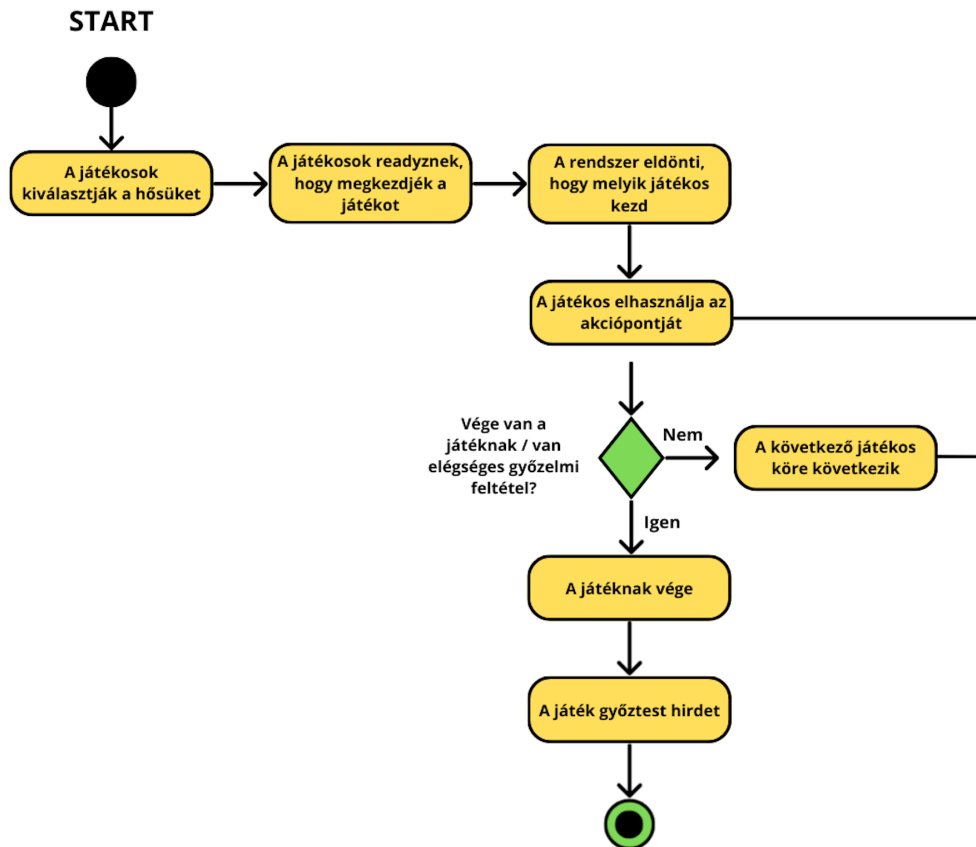 START
A játékosok
kiválasztják a hősüket
A játékosok readyznek,
hogy megkezdjék a
játékot
A rendszer eldönti,
hogy melyik játékos
kezd
A játékos elhasználja az
akciópontját
Vége van a
játéknak / van
elégséges győzelmi
feltétel?
Nem
A következő játékos
köre következik
Igen
A játéknak vége
A játék győztest hirdet